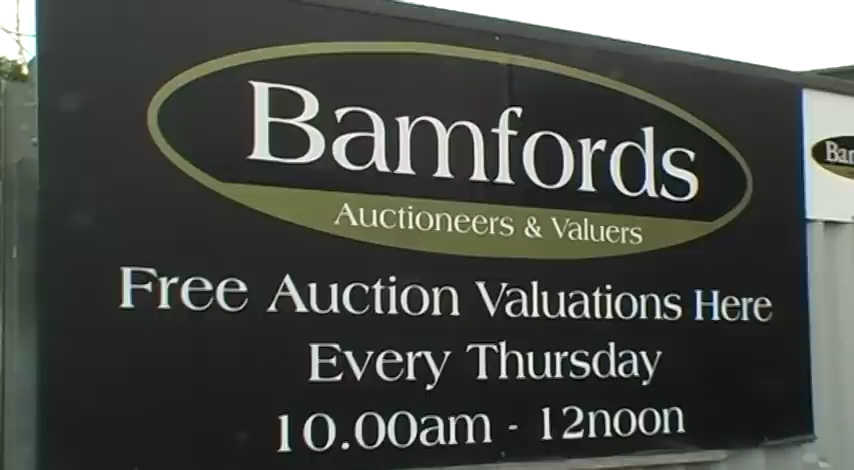 Bamfords
Auctioneers & Valuers
Free Auction Valuations Here
Every Thursday
10.00am - 12noon